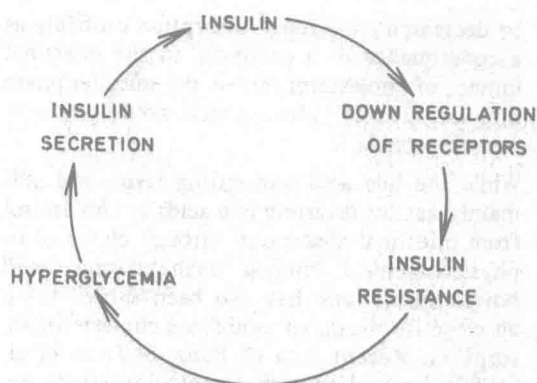 INSULIN
DOWN REGULATION
OF RECEPTORS
INSULIN
RESISTANCE
HYPERGLYCEMIA
INSULIN
SECRETION